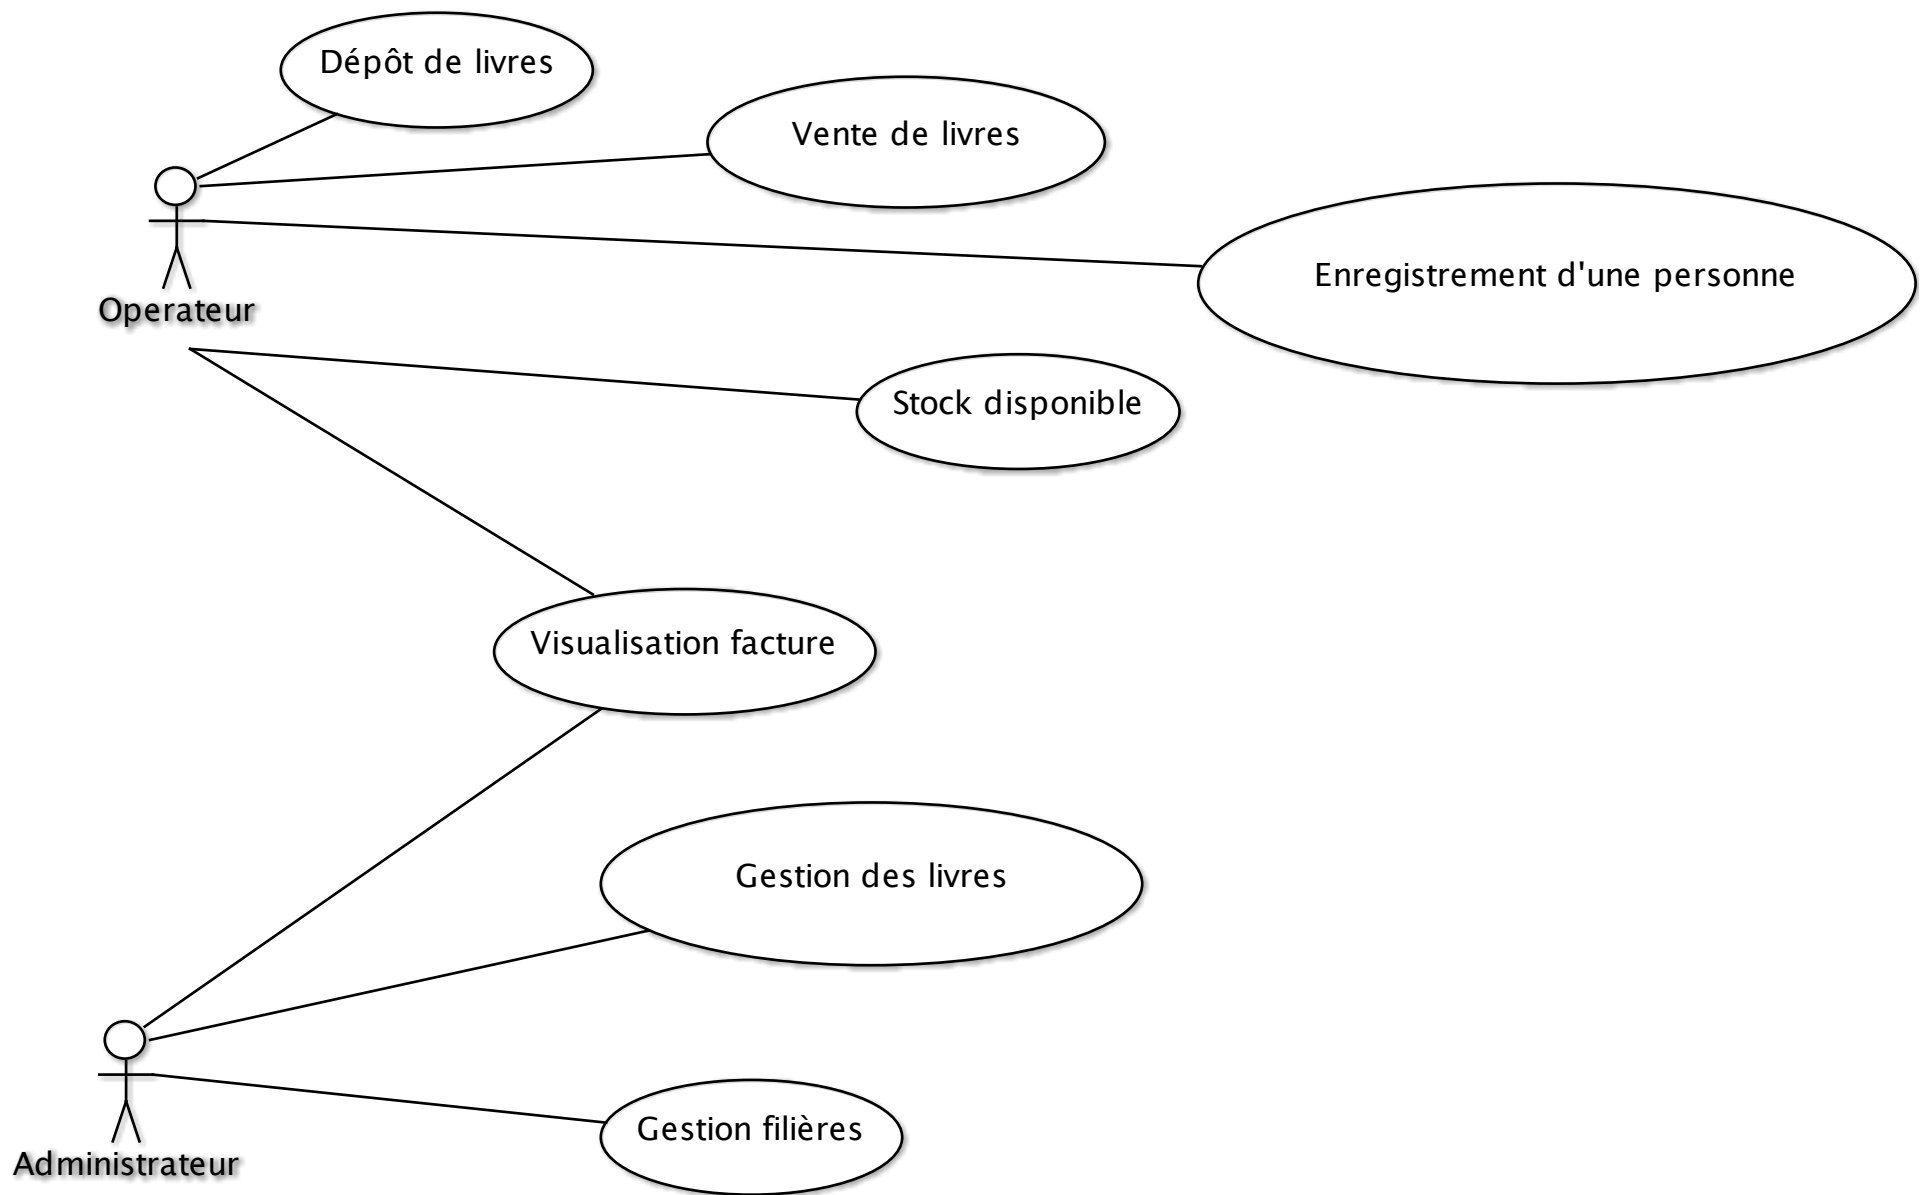 Dépôt de livres
Vente de livres
Enregistrement d'une personne
Operateur
Stock disponible
Visualisation facture
Gestion des livres
Gestion filières
Administrateur